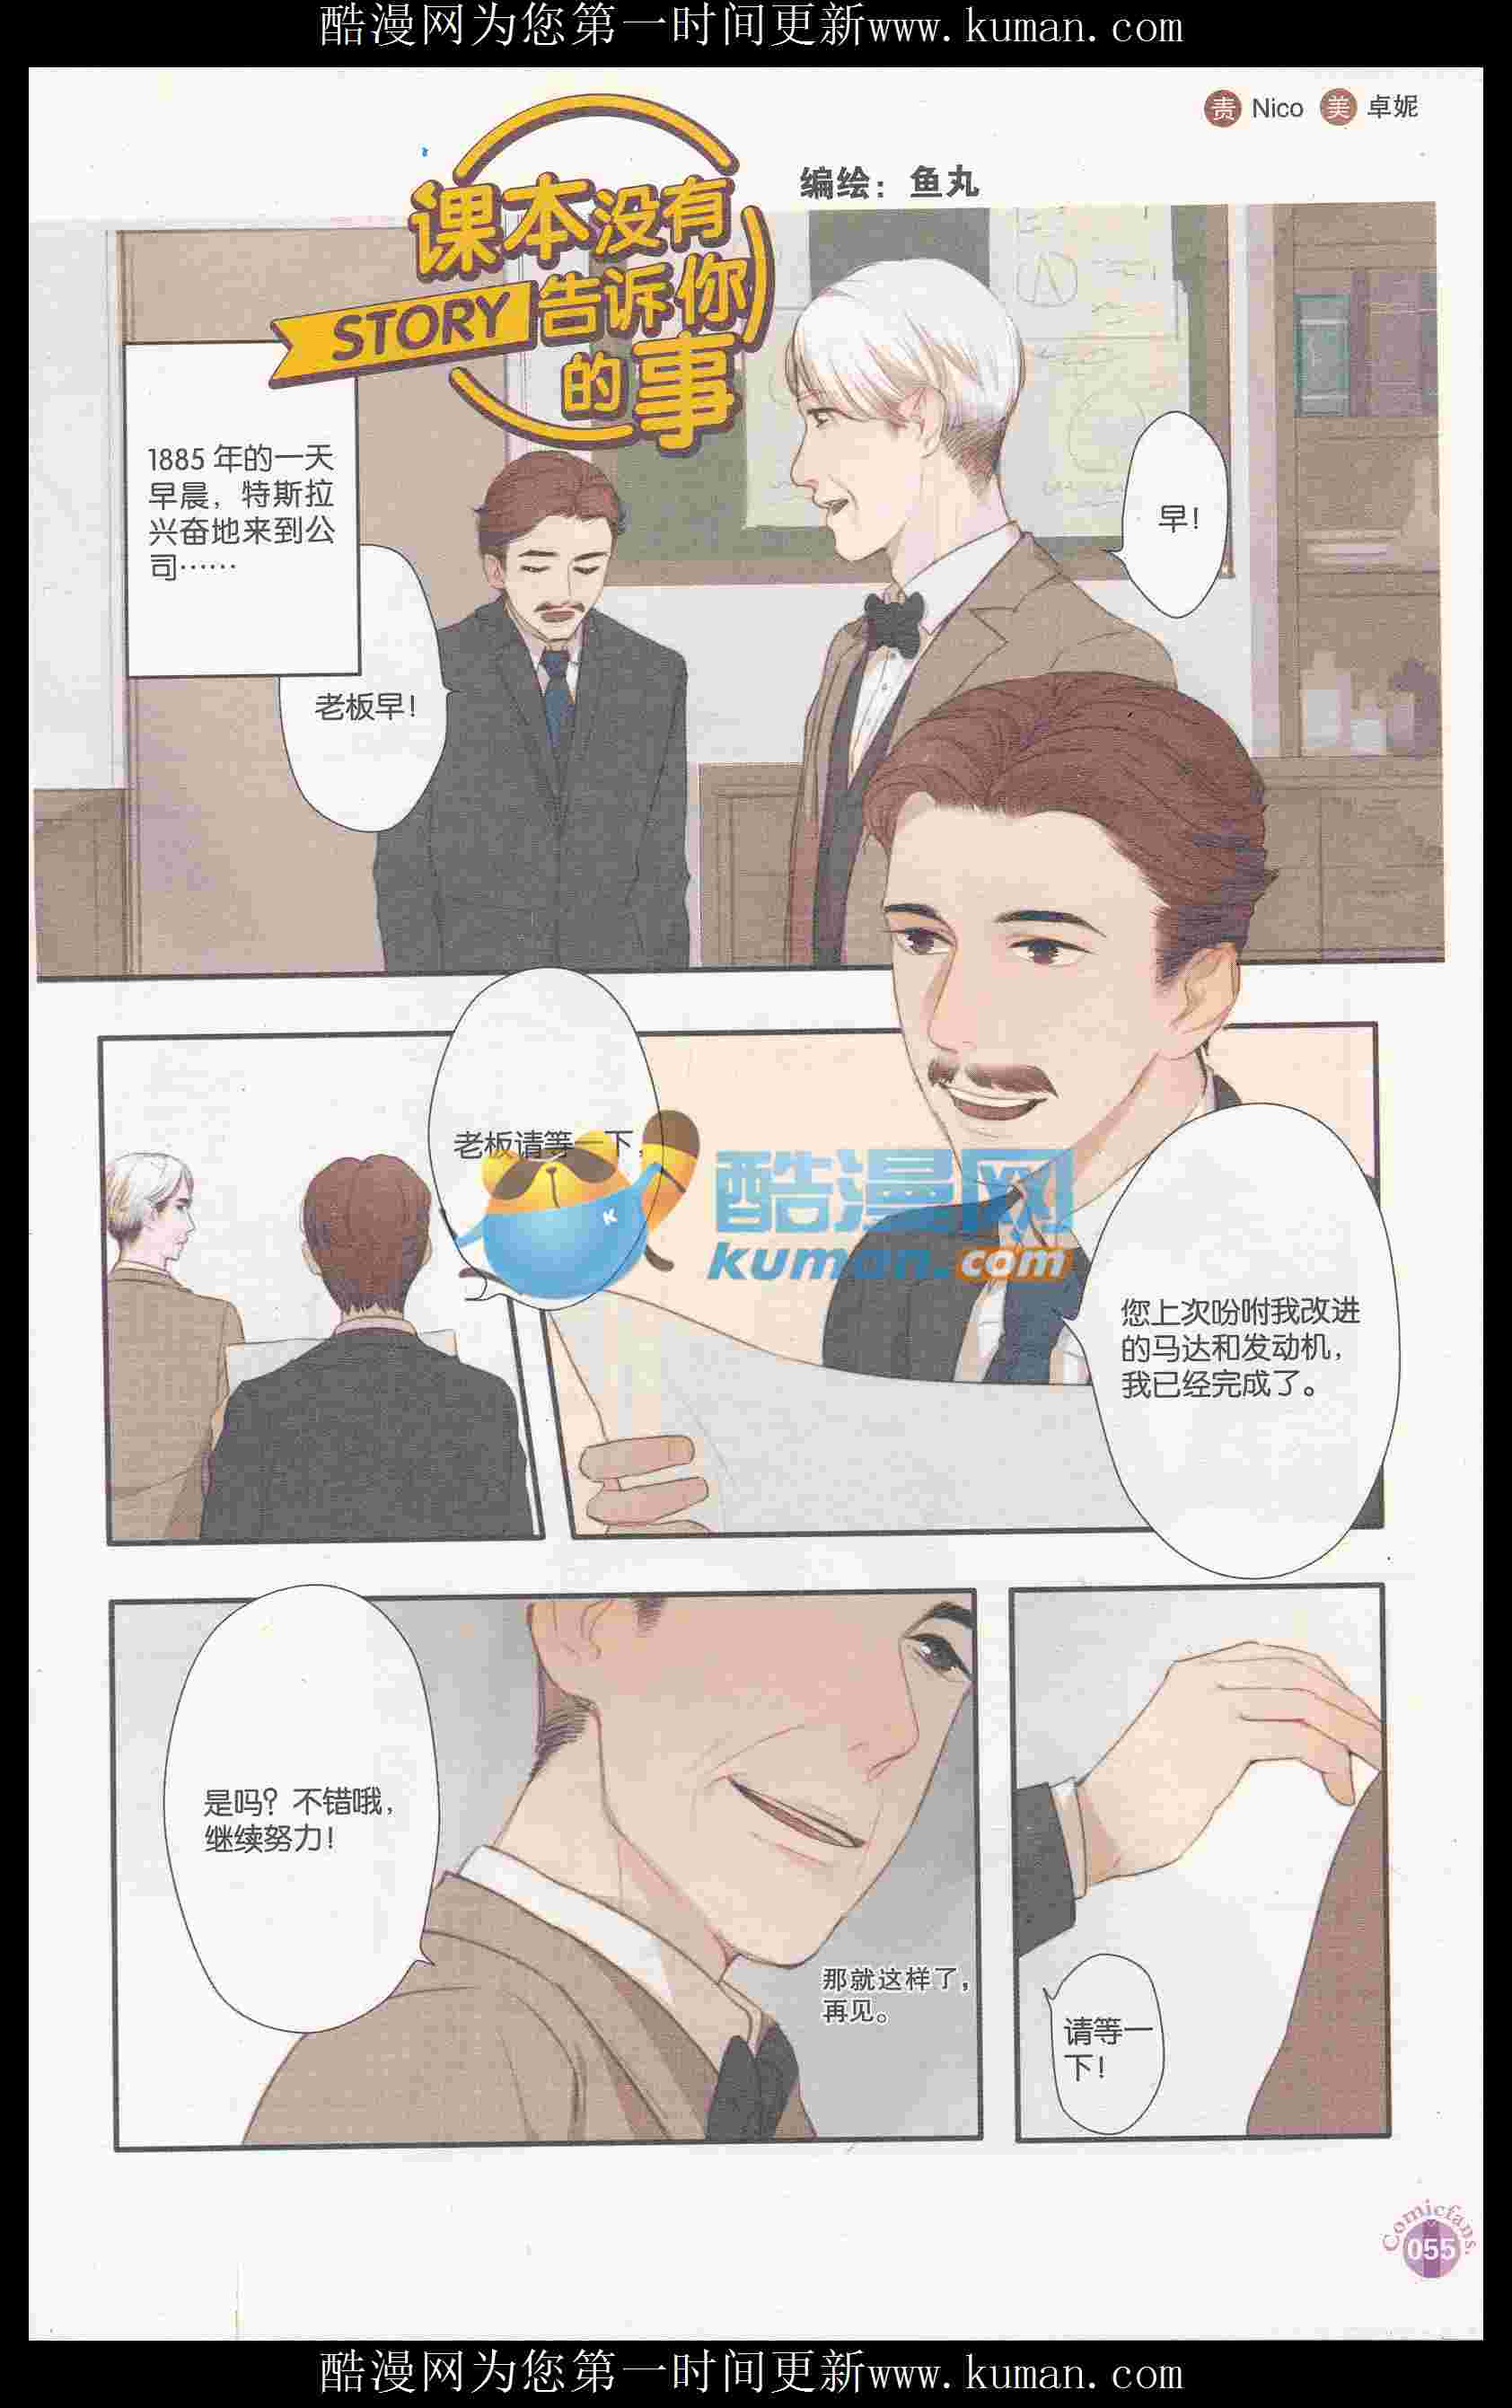 酷漫网为您第一时间更新www.kuman.com
责 Nico 美 卓妮
编绘：鱼丸
课本没有
STORY 告诉你
的事
1885 年的一天
早晨，特斯拉
兴奋地来到公
司……
早！
老板早！
老板请等一下，
K
酷漫网
kuman.com
您上次吩咐我改进
的马达和发动机，
我已经完成了。
是吗？不错哦，
继续努力！
那就这样了，
再见。
请等一
下！
Comicfans.
055
酷漫网为您第一时间更新www.kuman.com